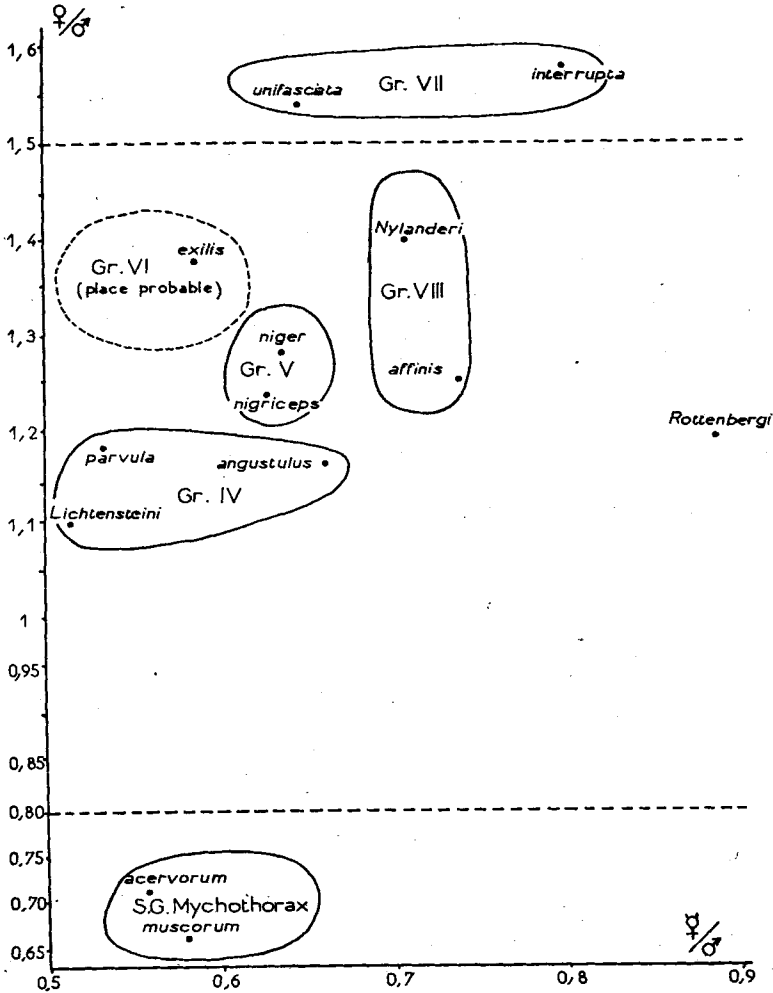 ♀/♂
1,6
unifasciata
Gr. VII
interrupta
1,5
Nylanderi
1,4
exilis
Gr. VI
(place probable)
Gr. VIII
1,3
niger
Gr. V
affinis
nigriceps
Rottenbergi
1,2
parvula
angustulus
Gr. IV
Lichtensteini
1,1
1
0,95
0,85
0,80
0,75
acervorum
0,70
S.G. Mychothorax
muscorum
☿/♂
0,65
0,5
0,6
0,7
0,8
0,9